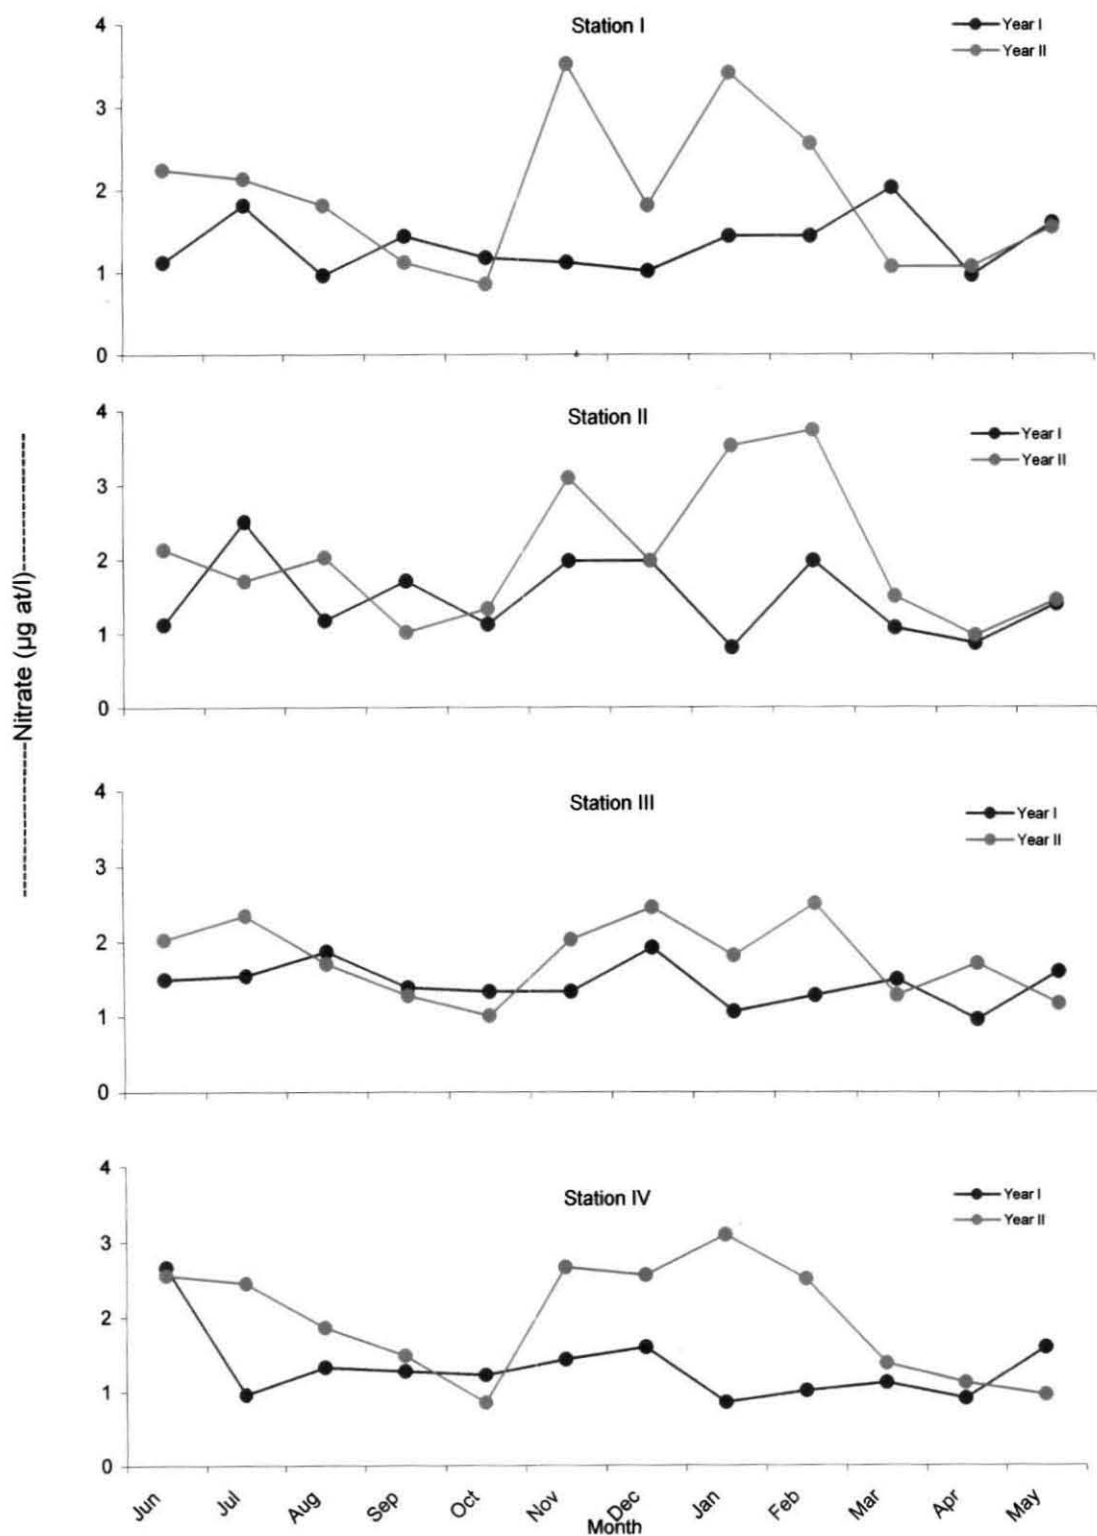 Station I
Year I
Year II
4
3
2
1
0
Station II
Year I
Year II
4
3
2
1
0
Nitrate (µg at/l)
Station III
Year I
Year II
4
3
2
1
0
Station IV
Year I
Year II
4
3
2
1
0
Jun Jul Aug Sep Oct Nov Dec Jan Feb Mar Apr May
Month